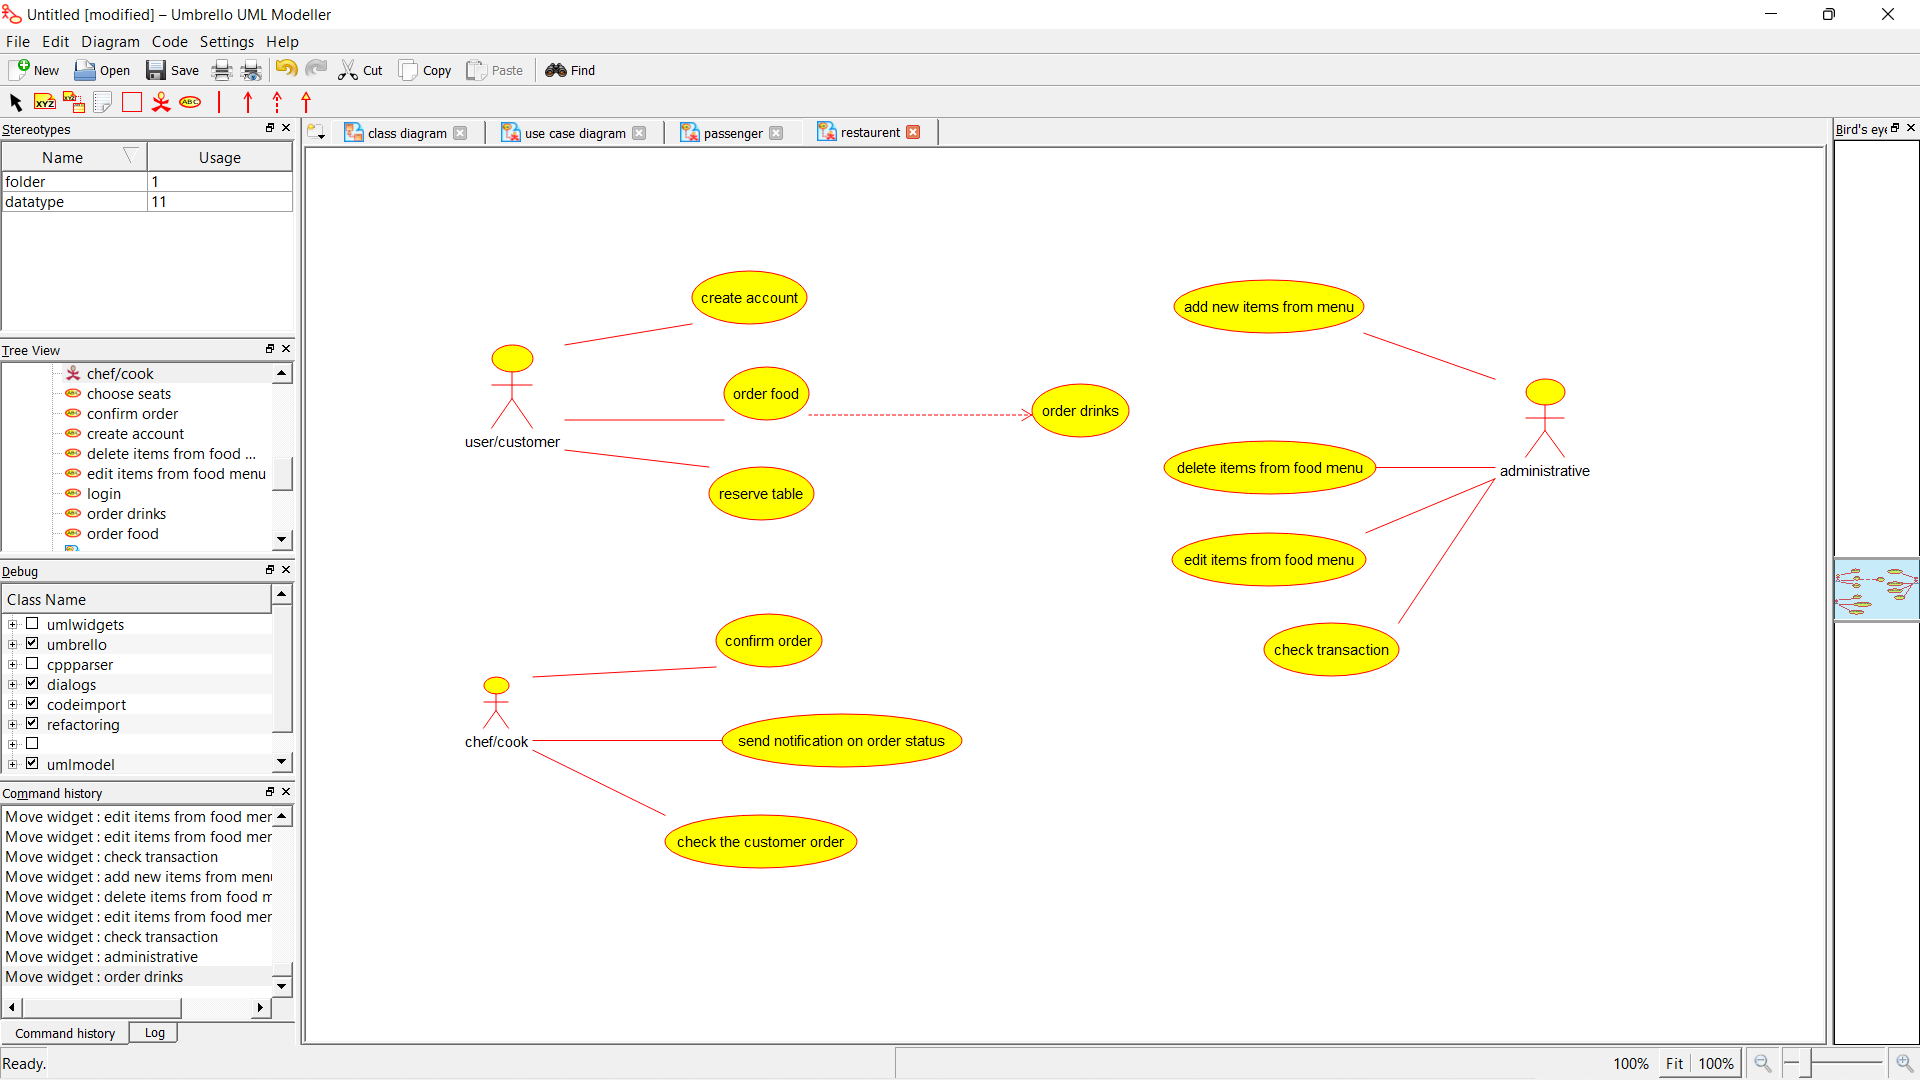 Untitled [modified] – Umbrello UML Modeller
File Edit Diagram Code Settings Help
New Open Save Cut Copy Paste Find
XYZ XYZ ABC
Stereotypes
Name Usage
folder 1
datatype 11
Tree View
chef/cook
choose seats
confirm order
create account
delete items from food ...
edit items from food menu
login
order drinks
order food
Debug
Class Name
umlwidgets
umbrello
cppparser
dialogs
codeimport
refactoring
umlmodel
Command history
Move widget : edit items from food mer
Move widget : edit items from food mer
Move widget : check transaction
Move widget : add new items from menu
Move widget : delete items from food m
Move widget : edit items from food mer
Move widget : check transaction
Move widget : administrative
Move widget : order drinks
Command history Log
Ready.
class diagram use case diagram passenger restaurent
create account
order food
order drinks
user/customer
reserve table
add new items from menu
delete items from food menu
administrative
edit items from food menu
check transaction
confirm order
chef/cook
send notification on order status
check the customer order
Bird's eye
100% Fit 100%